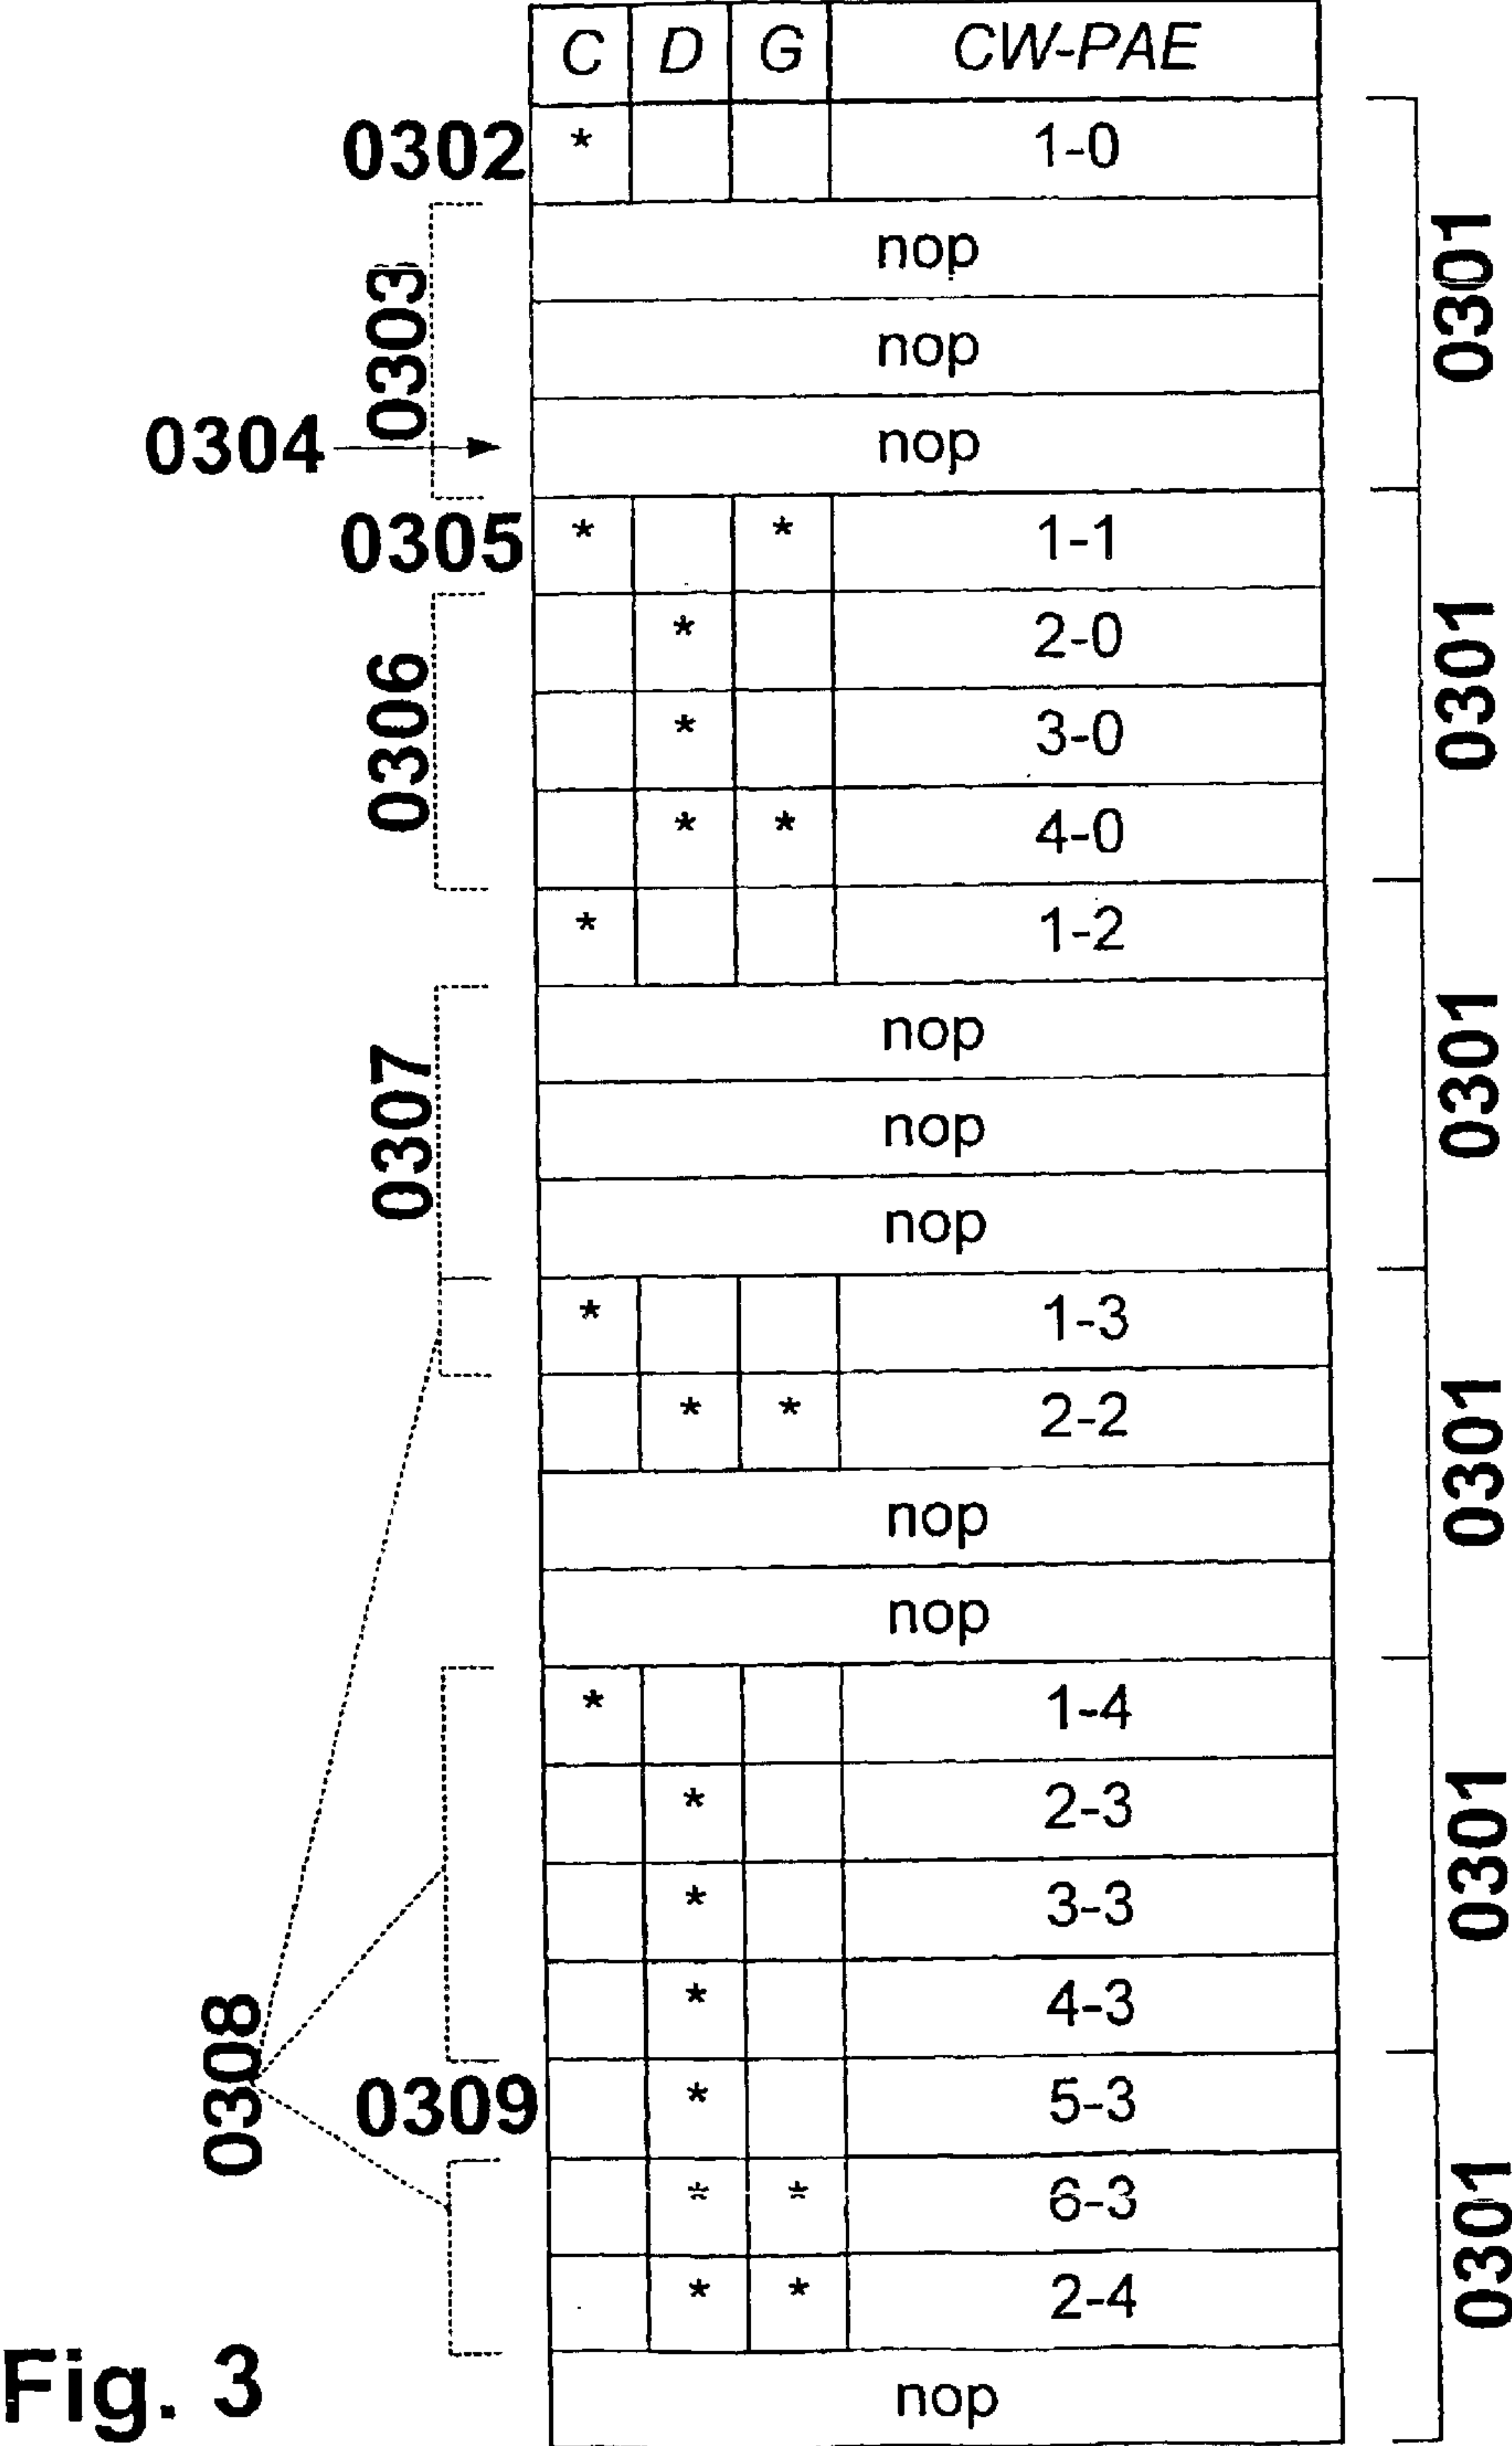 C D G CW-PAE
0302 * 1-0
0301
0303
nop
nop
0304 nop
0305 * * 1-1
0301
0306
* 2-0
* 3-0
* * 4-0
* 1-2
0301
0307
nop
nop
nop
* 1-3
0301
* * 2-2
nop
nop
* 1-4
0301
* 2-3
* 3-3
* 4-3
0308
0309 * 5-3
0301
* * 6-3
* * 2-4
nop
Fig. 3